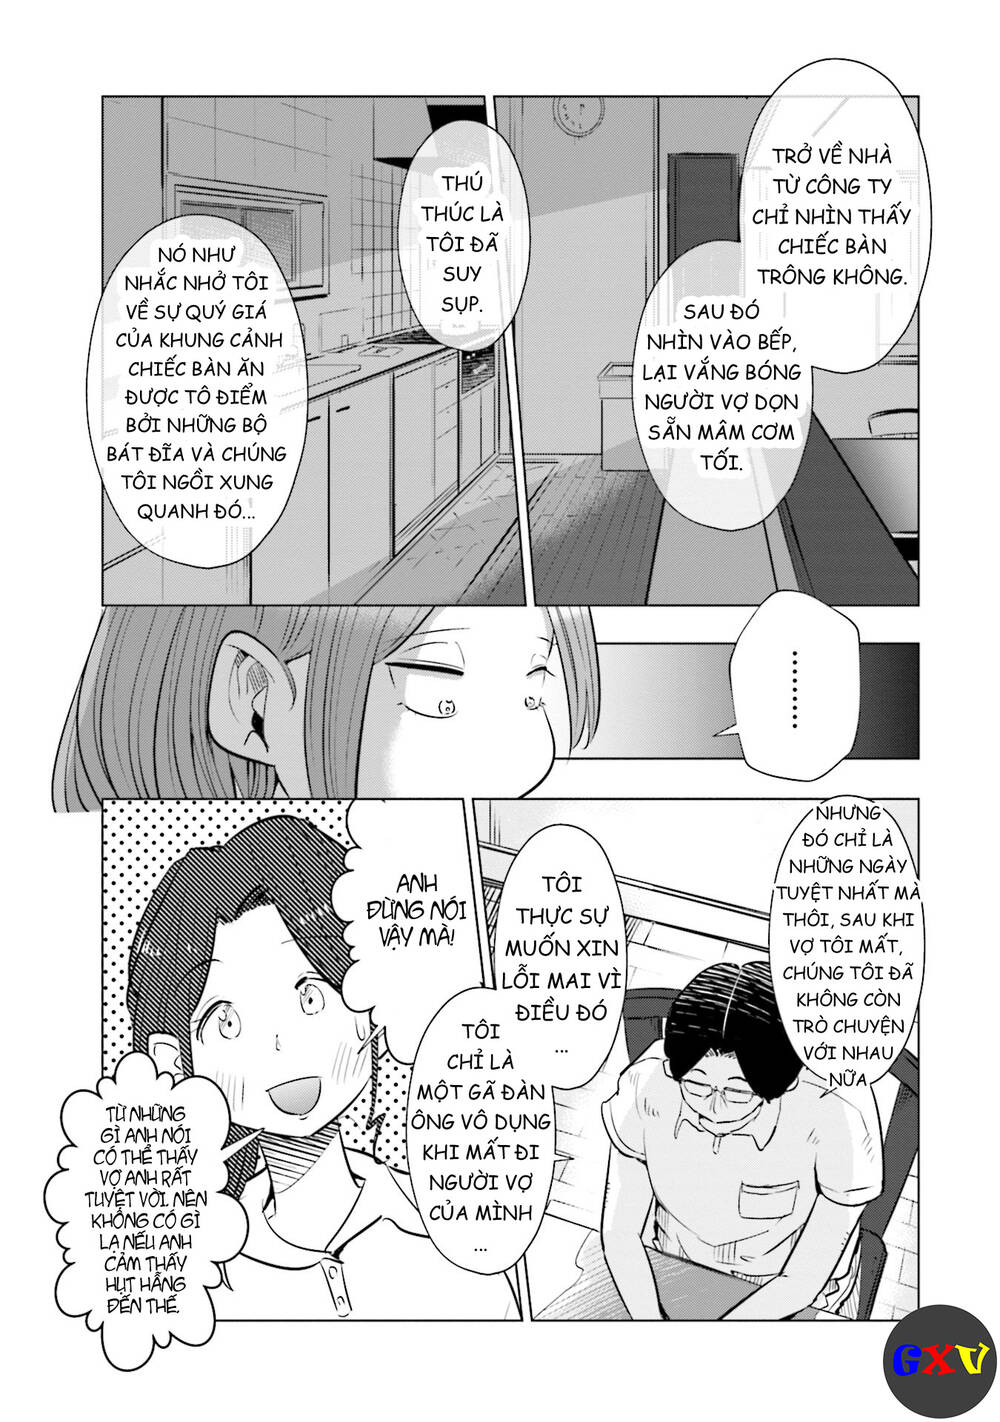 TRỞ VỀ NHÀ
TỪ CÔNG TY
CHỈ NHÌN THẤY
CHIẾC BÀN
TRÔNG KHÔNG.
SAU ĐÓ
NHÌN VÀO BẾP,
LẠI VẮNG BÓNG
NGƯỜI VỢ DỌN
SẴN MÂM CƠM
TỐI.
THÚ
THÚC LÀ
TÔI ĐÃ
SUY
SỤP.
NÓ NHƯ
NHẮC NHỞ TÔI
VỀ SỰ QUÝ GIÁ
CỦA KHUNG CẢNH
CHIẾC BÀN ĂN
ĐƯỢC TÔ ĐIỂM
BỞI NHỮNG BỘ
BÁT ĐĨA VÀ CHÚNG
TÔI NGỒI XUNG
QUANH ĐÓ...
.........
NHƯNG
ĐÓ CHỈ LÀ
NHỮNG NGÀY
TUYỆT NHẤT MÀ
THÔI, SAU KHI
VỢ TÔI MẤT,
CHÚNG TÔI ĐÃ
KHÔNG CÒN
TRÒ CHUYỆN
VỚI NHAU
NỮA
TÔI
THỰC SỰ
MUỐN XIN
LỖI MAI VÌ
ĐIỀU ĐÓ
...
TÔI
CHỈ LÀ
MỘT GÃ ĐÀN
ÔNG VÔ DỤNG
KHI MẤT ĐI
NGƯỜI VỢ
CỦA MÌNH
...
ANH
ĐỪNG NÓI
VẬY MÀ!
TỪ NHỮNG
GÌ ANH NÓI
CÓ THỂ THẤY
VỢ ANH RẤT
TUYỆT VỜI. NÊN
KHÔNG CÓ GÌ
LẠ NẾU ANH
CẢM THẤY
HỤT HẪNG
ĐẾN THẾ.
GXV